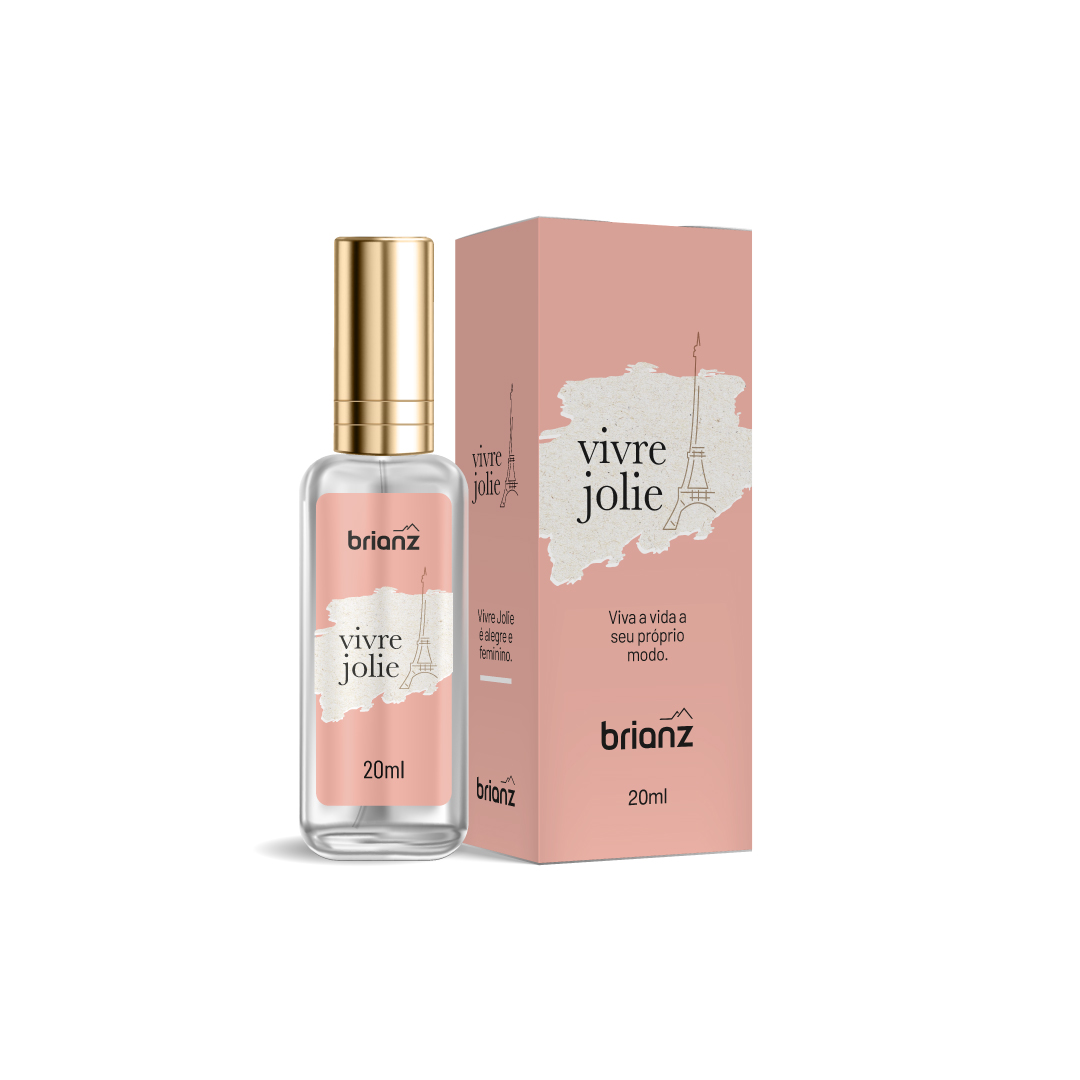 brianz
vivre
jolie
20ml
vivre
jolie
Vivre Jolie
é alegre e
feminino.
brianz
vivre
jolie
Viva a vida a
seu próprio
modo.
brianz
20ml